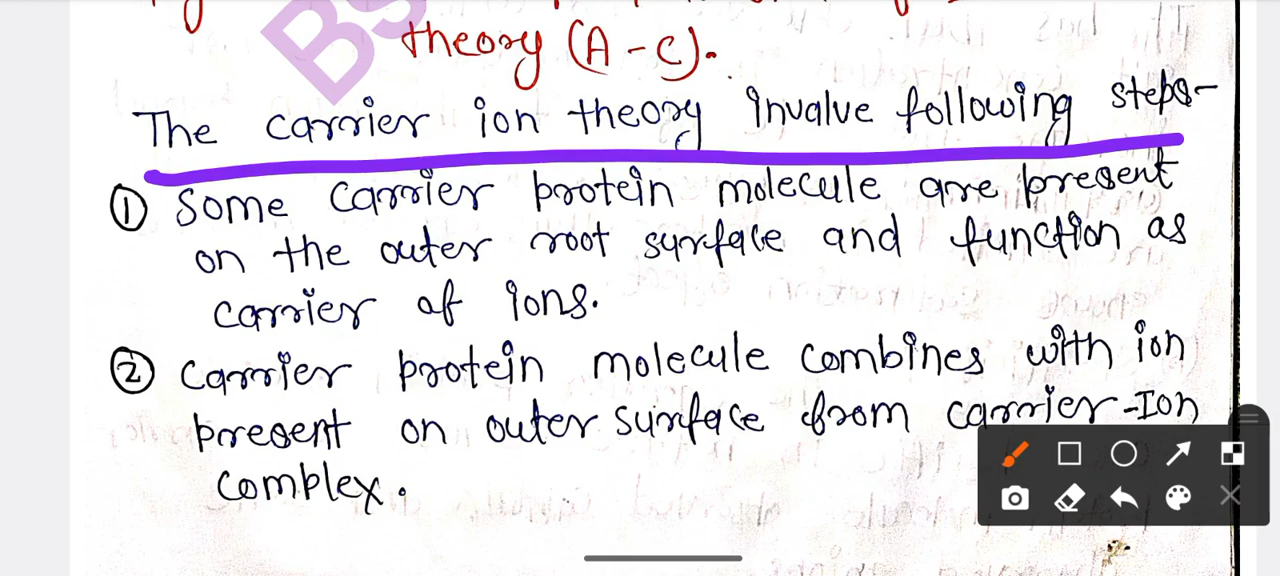 BS
theory (A-C).
The carrier ion theory invalve following steps-
① Some carrier protein molecule are present
on the outer root surface and function as
carrier of ions.
② Carrier protein molecule combines with ion
present on outer surface from carrier-Ion
complex.